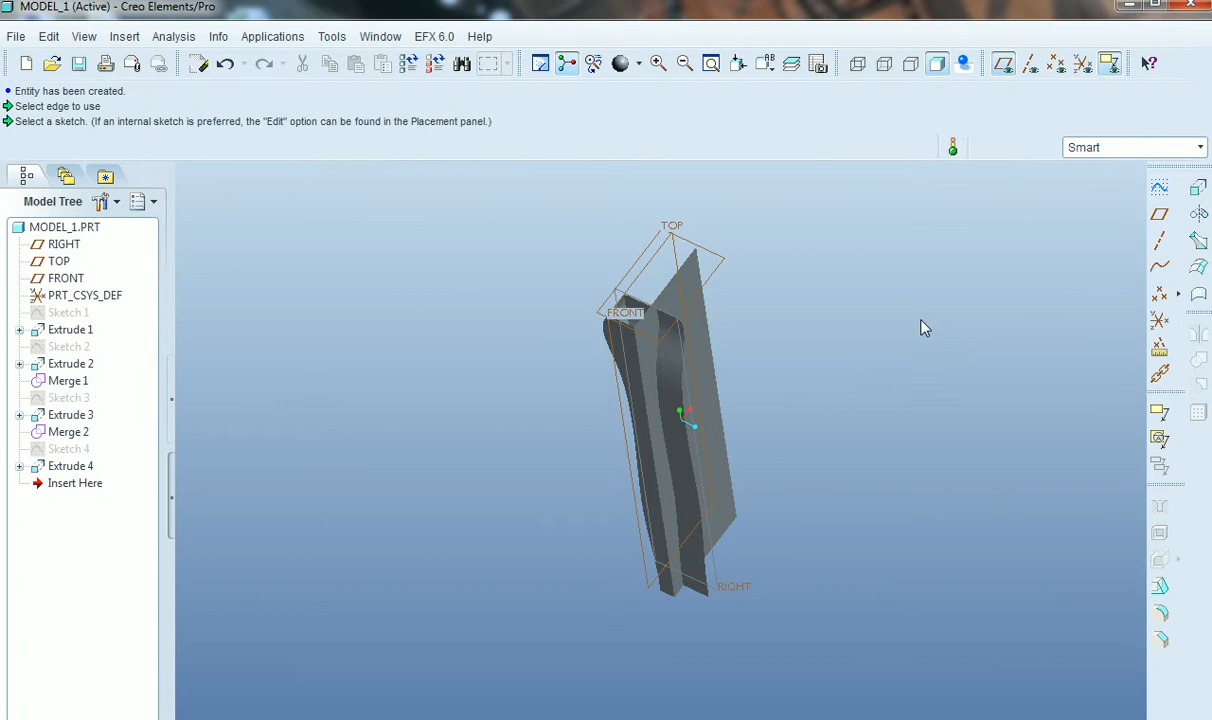 MODEL_1 (Active) - Creo Elements/Pro
File Edit View Insert Analysis Info Applications Tools Window EFX 6.0 Help
Entity has been created.
Select edge to use
Select a sketch. (If an internal sketch is preferred, the "Edit" option can be found in the Placement panel.)
Smart
Model Tree
MODEL_1.PRT
RIGHT
TOP
FRONT
PRT_CSYS_DEF
Sketch 1
Extrude 1
Sketch 2
Extrude 2
Merge 1
Sketch 3
Extrude 3
Merge 2
Sketch 4
Extrude 4
Insert Here
TOP
FRONT
RIGHT